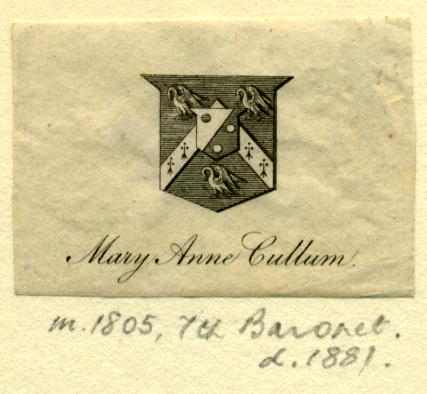 Mary Anne Cullum.
m. 1805, 7th Baronet.
d. 1881.